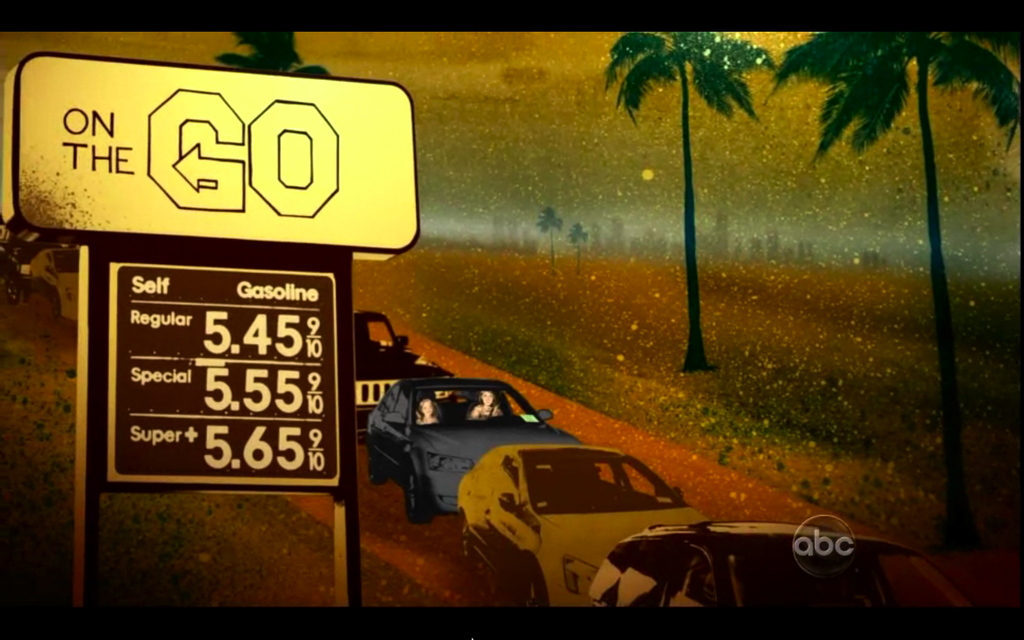 ON
THE GO
Self Gasoline
Regular 5.45 9/10
Special 5.55 9/10
Super+ 5.65 9/10
abc